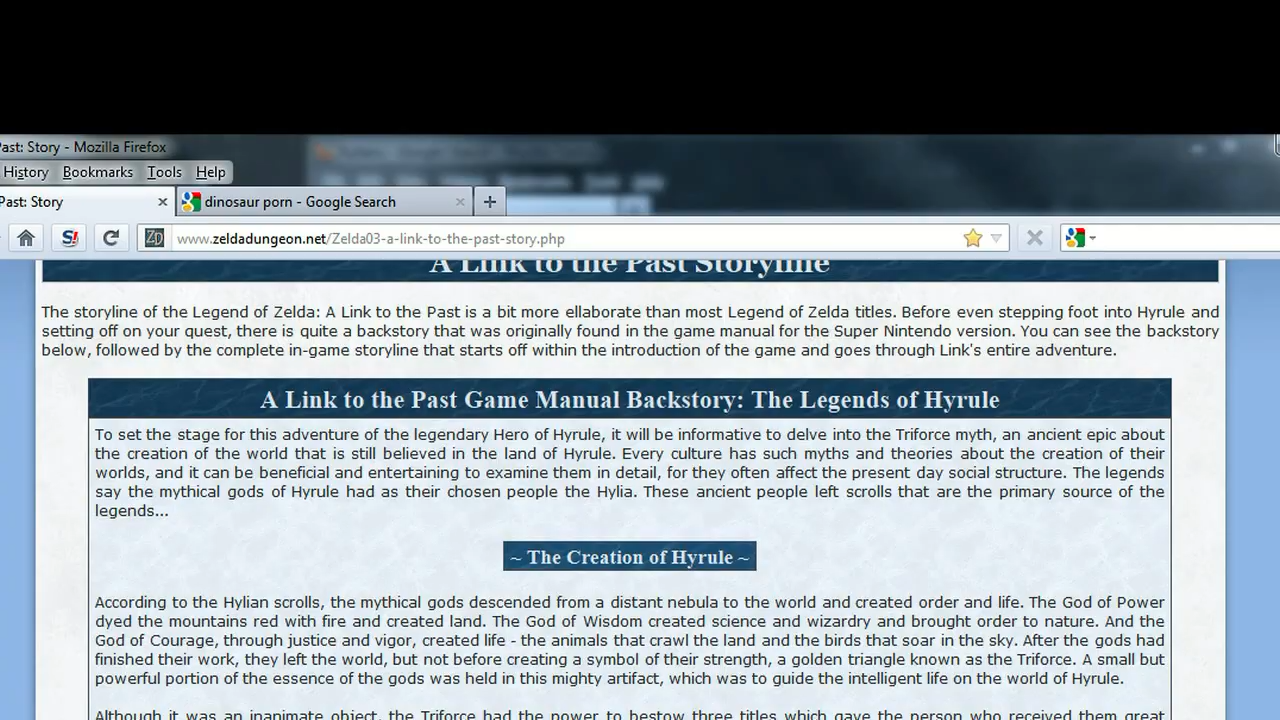 Past: Story - Mozilla Firefox
History Bookmarks Tools Help
Past: Story dinosaur porn - Google Search
S! ZD www.zeldadungeon.net/Zelda03-a-link-to-the-past-story.php
A Link to the Past Storyline
The storyline of the Legend of Zelda: A Link to the Past is a bit more ellaborate than most Legend of Zelda titles. Before even stepping foot into Hyrule and
setting off on your quest, there is quite a backstory that was originally found in the game manual for the Super Nintendo version. You can see the backstory
below, followed by the complete in-game storyline that starts off within the introduction of the game and goes through Link's entire adventure.
A Link to the Past Game Manual Backstory: The Legends of Hyrule
To set the stage for this adventure of the legendary Hero of Hyrule, it will be informative to delve into the Triforce myth, an ancient epic about
the creation of the world that is still believed in the land of Hyrule. Every culture has such myths and theories about the creation of their
worlds, and it can be beneficial and entertaining to examine them in detail, for they often affect the present day social structure. The legends
say the mythical gods of Hyrule had as their chosen people the Hylia. These ancient people left scrolls that are the primary source of the
legends...
~ The Creation of Hyrule ~
According to the Hylian scrolls, the mythical gods descended from a distant nebula to the world and created order and life. The God of Power
dyed the mountains red with fire and created land. The God of Wisdom created science and wizardry and brought order to nature. And the
God of Courage, through justice and vigor, created life - the animals that crawl the land and the birds that soar in the sky. After the gods had
finished their work, they left the world, but not before creating a symbol of their strength, a golden triangle known as the Triforce. A small but
powerful portion of the essence of the gods was held in this mighty artifact, which was to guide the intelligent life on the world of Hyrule.
Although it was an inanimate object, the Triforce had the power to bestow three titles which gave the person who received them great